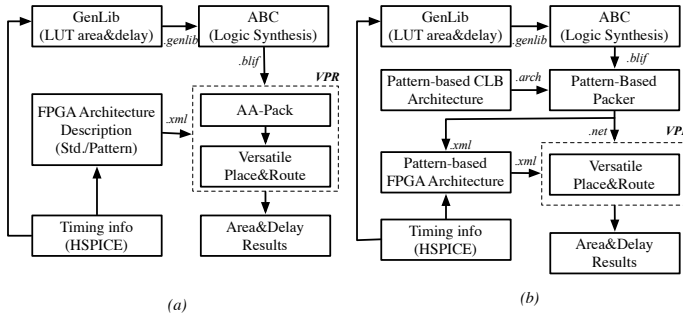 GenLib
(LUT area&delay)
.genlib
ABC
(Logic Synthesis)
.blif
VPR
FPGA Architecture
Description
(Std./Pattern)
.xml
AA-Pack
Versatile
Place&Route
Timing info
(HSPICE)
Area&Delay
Results
(a)
GenLib
(LUT area&delay)
.genlib
ABC
(Logic Synthesis)
.blif
Pattern-based CLB
Architecture
.arch
Pattern-Based
Packer
.net
VP
.xml
Pattern-based
FPGA Architecture
.xml
Versatile
Place&Route
Timing info
(HSPICE)
Area&Delay
Results
(b)